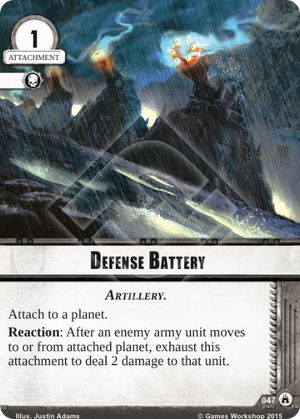 1
ATTACHMENT
DEFENSE BATTERY
ARTILLERY.
Attach to a planet.
Reaction: After an enemy army unit moves
to or from attached planet, exhaust this
attachment to deal 2 damage to that unit.
047
Illus. Justin Adams
© Games Workshop 2015